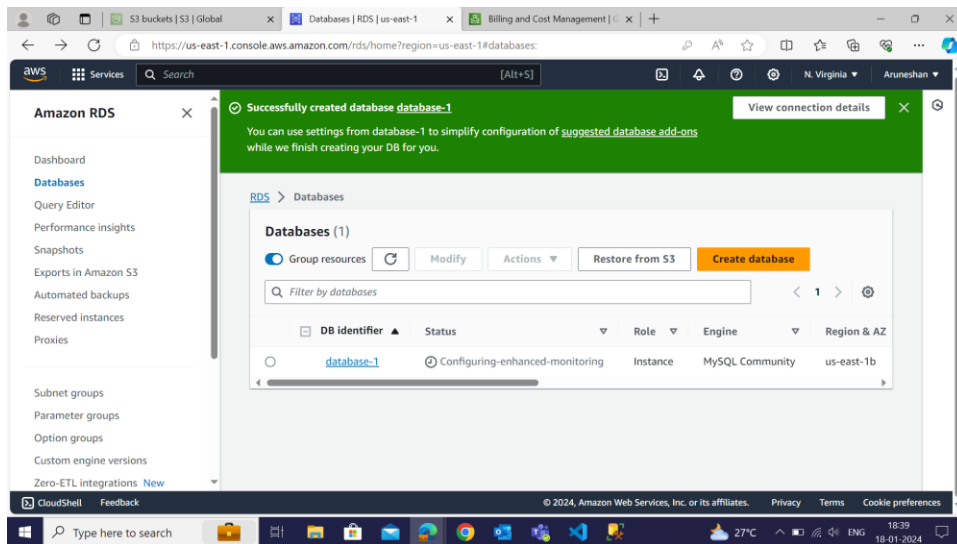 S3 buckets | S3 | Global
Databases | RDS | us-east-1
Billing and Cost Management | G
https://us-east-1.console.aws.amazon.com/rds/home?region=us-east-1#databases:
aws
Services
Search
[Alt+S]
N. Virginia
Aruneshan
Amazon RDS
Dashboard
Databases
Query Editor
Performance insights
Snapshots
Exports in Amazon S3
Automated backups
Reserved instances
Proxies
Subnet groups
Parameter groups
Option groups
Custom engine versions
Zero-ETL integrations New
Successfully created database database-1
View connection details
You can use settings from database-1 to simplify configuration of suggested database add-ons
while we finish creating your DB for you.
RDS > Databases
Databases (1)
Group resources
Modify
Actions
Restore from S3
Create database
Filter by databases
1
DB identifier
Status
Role
Engine
Region & AZ
database-1
Configuring-enhanced-monitoring
Instance
MySQL Community
us-east-1b
CloudShell
Feedback
© 2024, Amazon Web Services, Inc. or its affiliates.
Privacy
Terms
Cookie preferences
Type here to search
27°C
ENG
18:39
18-01-2024